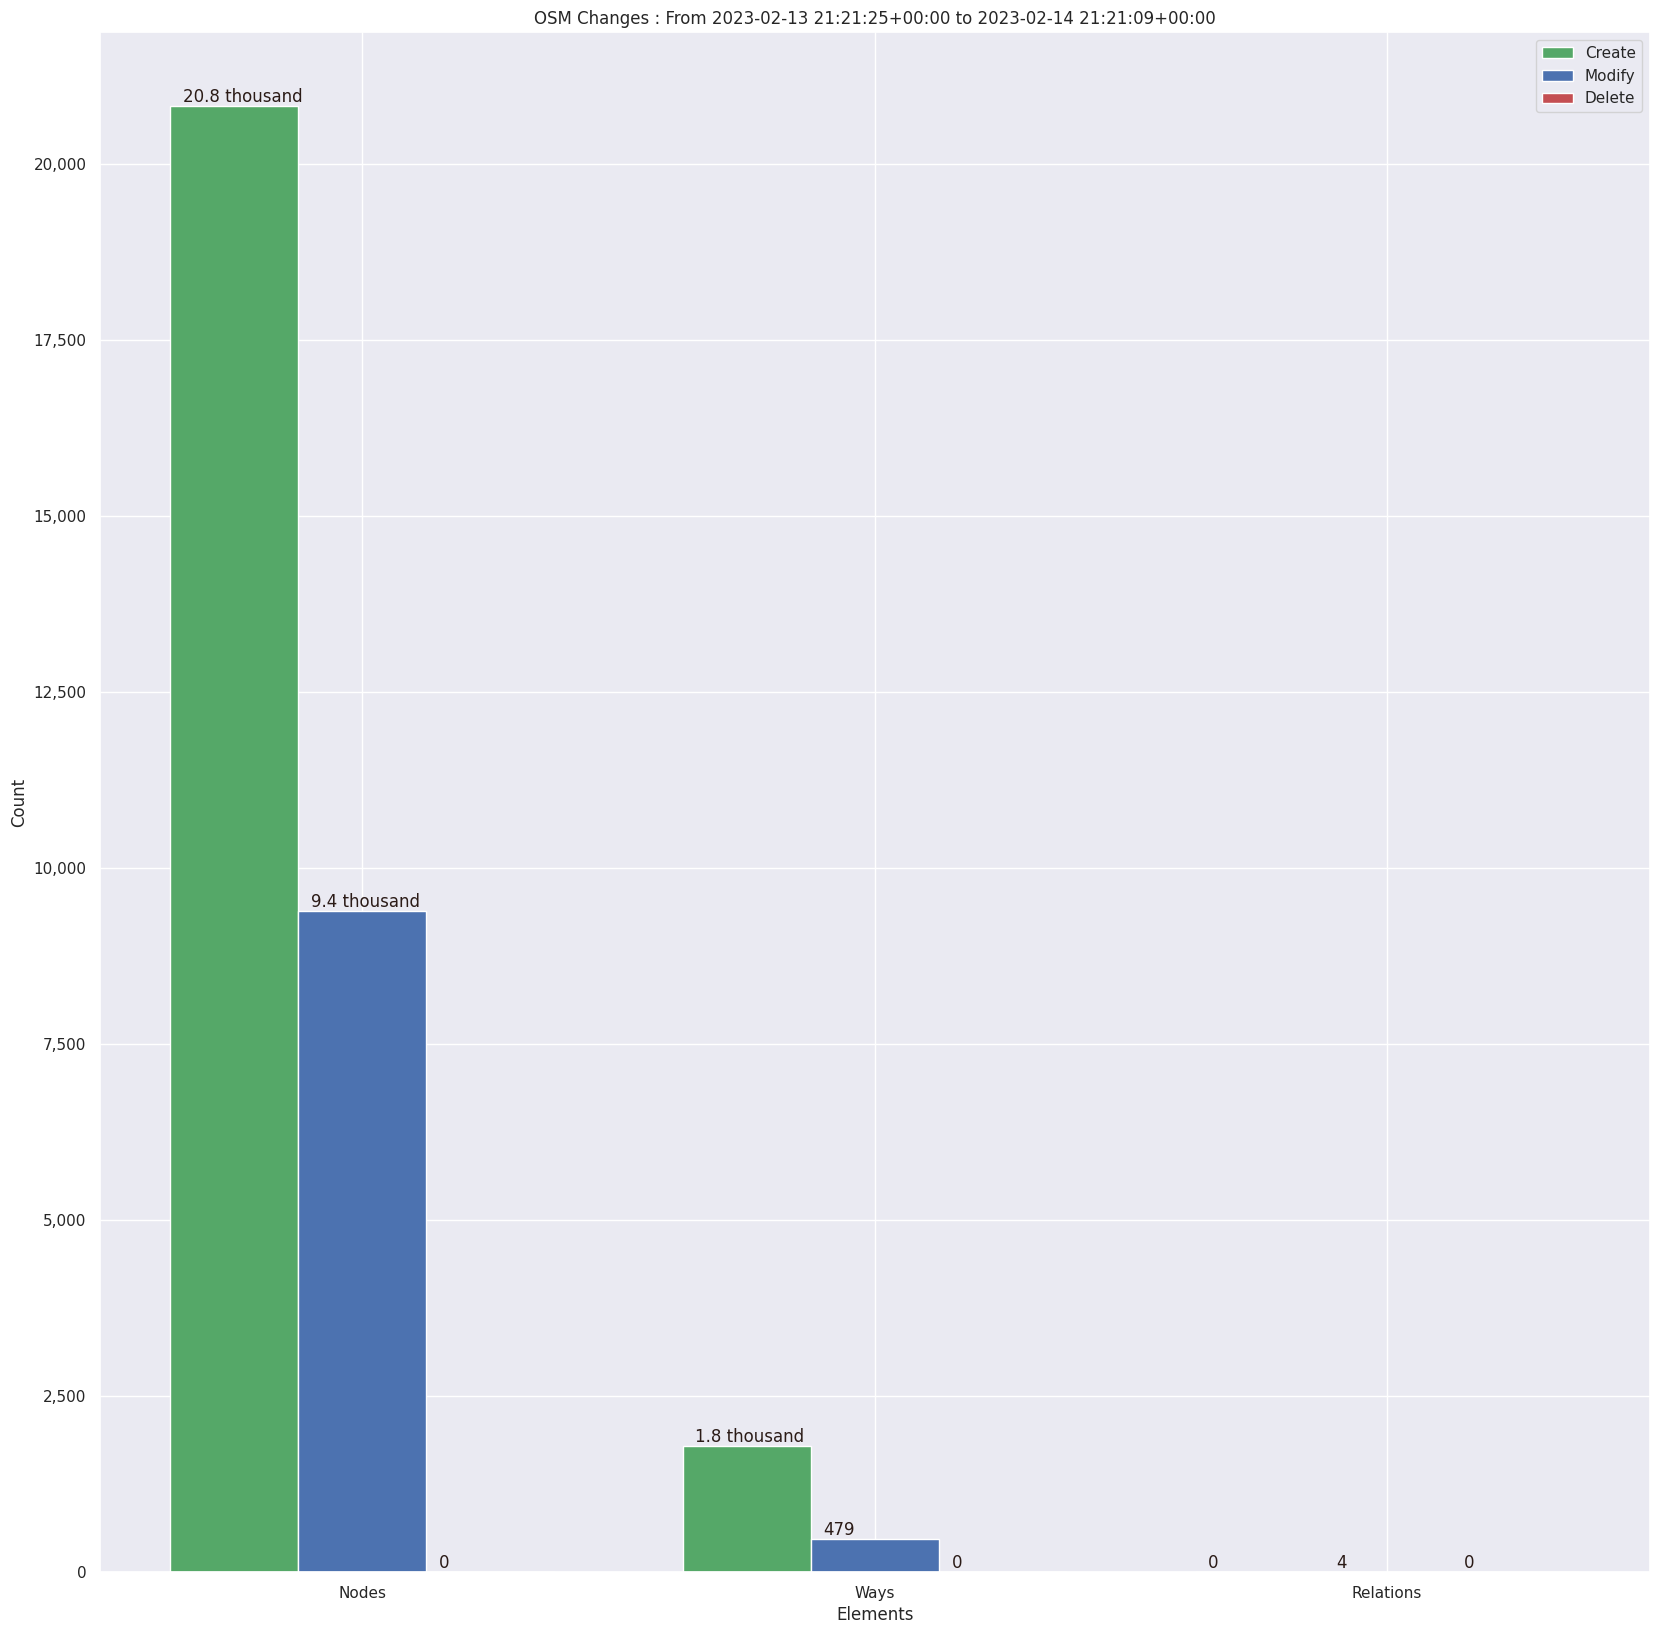 OSM Changes : From 2023-02-13 21:21:25+00:00 to 2023-02-14 21:21:09+00:00
Create
Modify
Delete
20.8 thousand
20,000
17,500
15,000
12,500
10,000
9.4 thousand
7,500
5,000
2,500
1.8 thousand
479
0
0
0
4
0
0
Count
Nodes
Ways
Relations
Elements